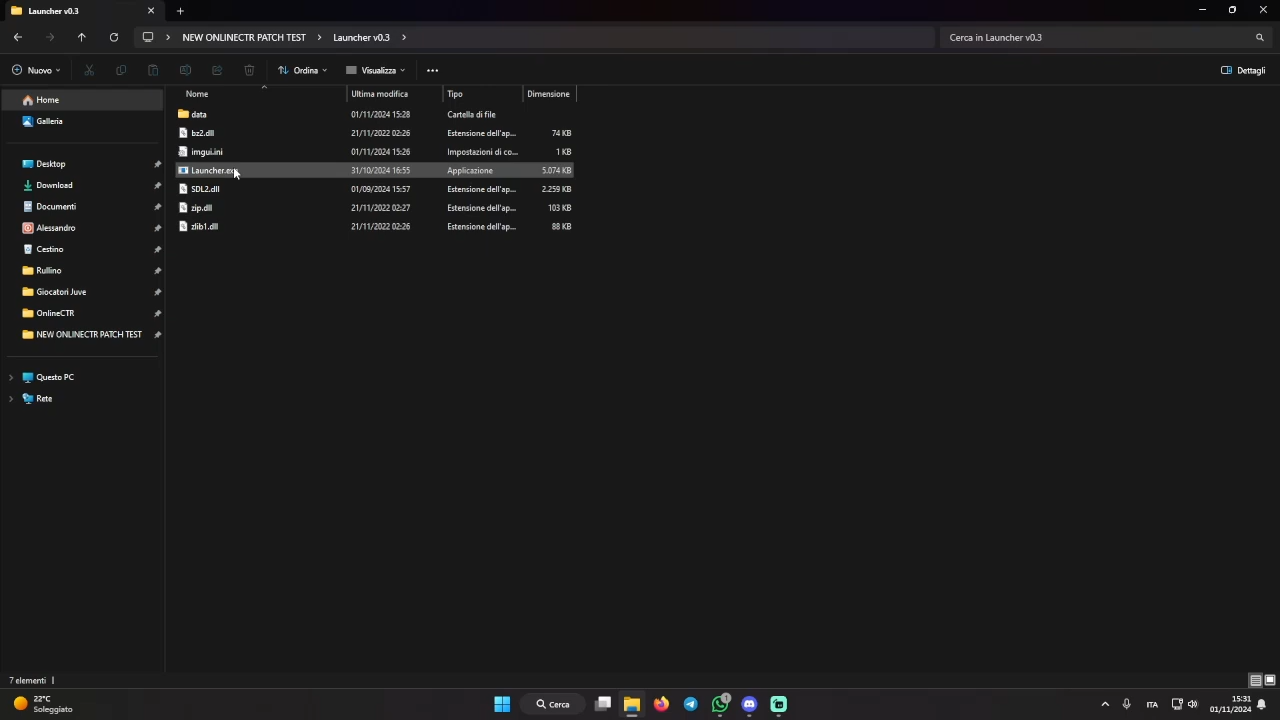 Launcher v0.3
NEW ONLINECTR PATCH TEST > Launcher v0.3 >
Cerca in Launcher v0.3
Nuovo
Ordina
Visualizza
Dettagli
Home
Galleria
Desktop
Download
Documenti
Alessandro
Cestino
Rullino
Giocatori Juve
OnlineCTR
NEW ONLINECTR PATCH TEST
Questo PC
Rete
Nome Ultima modifica Tipo Dimensione
data 01/11/2024 15:28 Cartella di file
bz2.dll 21/11/2022 02:26 Estensione dell'ap... 74 KB
imgui.ini 01/11/2024 15:26 Impostazioni di co... 1 KB
Launcher.exe 31/10/2024 16:55 Applicazione 5.074 KB
SDL2.dll 01/09/2024 15:57 Estensione dell'ap... 2.259 KB
zip.dll 21/11/2022 02:27 Estensione dell'ap... 103 KB
zlib1.dll 21/11/2022 02:26 Estensione dell'ap... 88 KB
7 elementi
22°C
Soleggiato
Cerca
1
ITA
15:31
01/11/2024